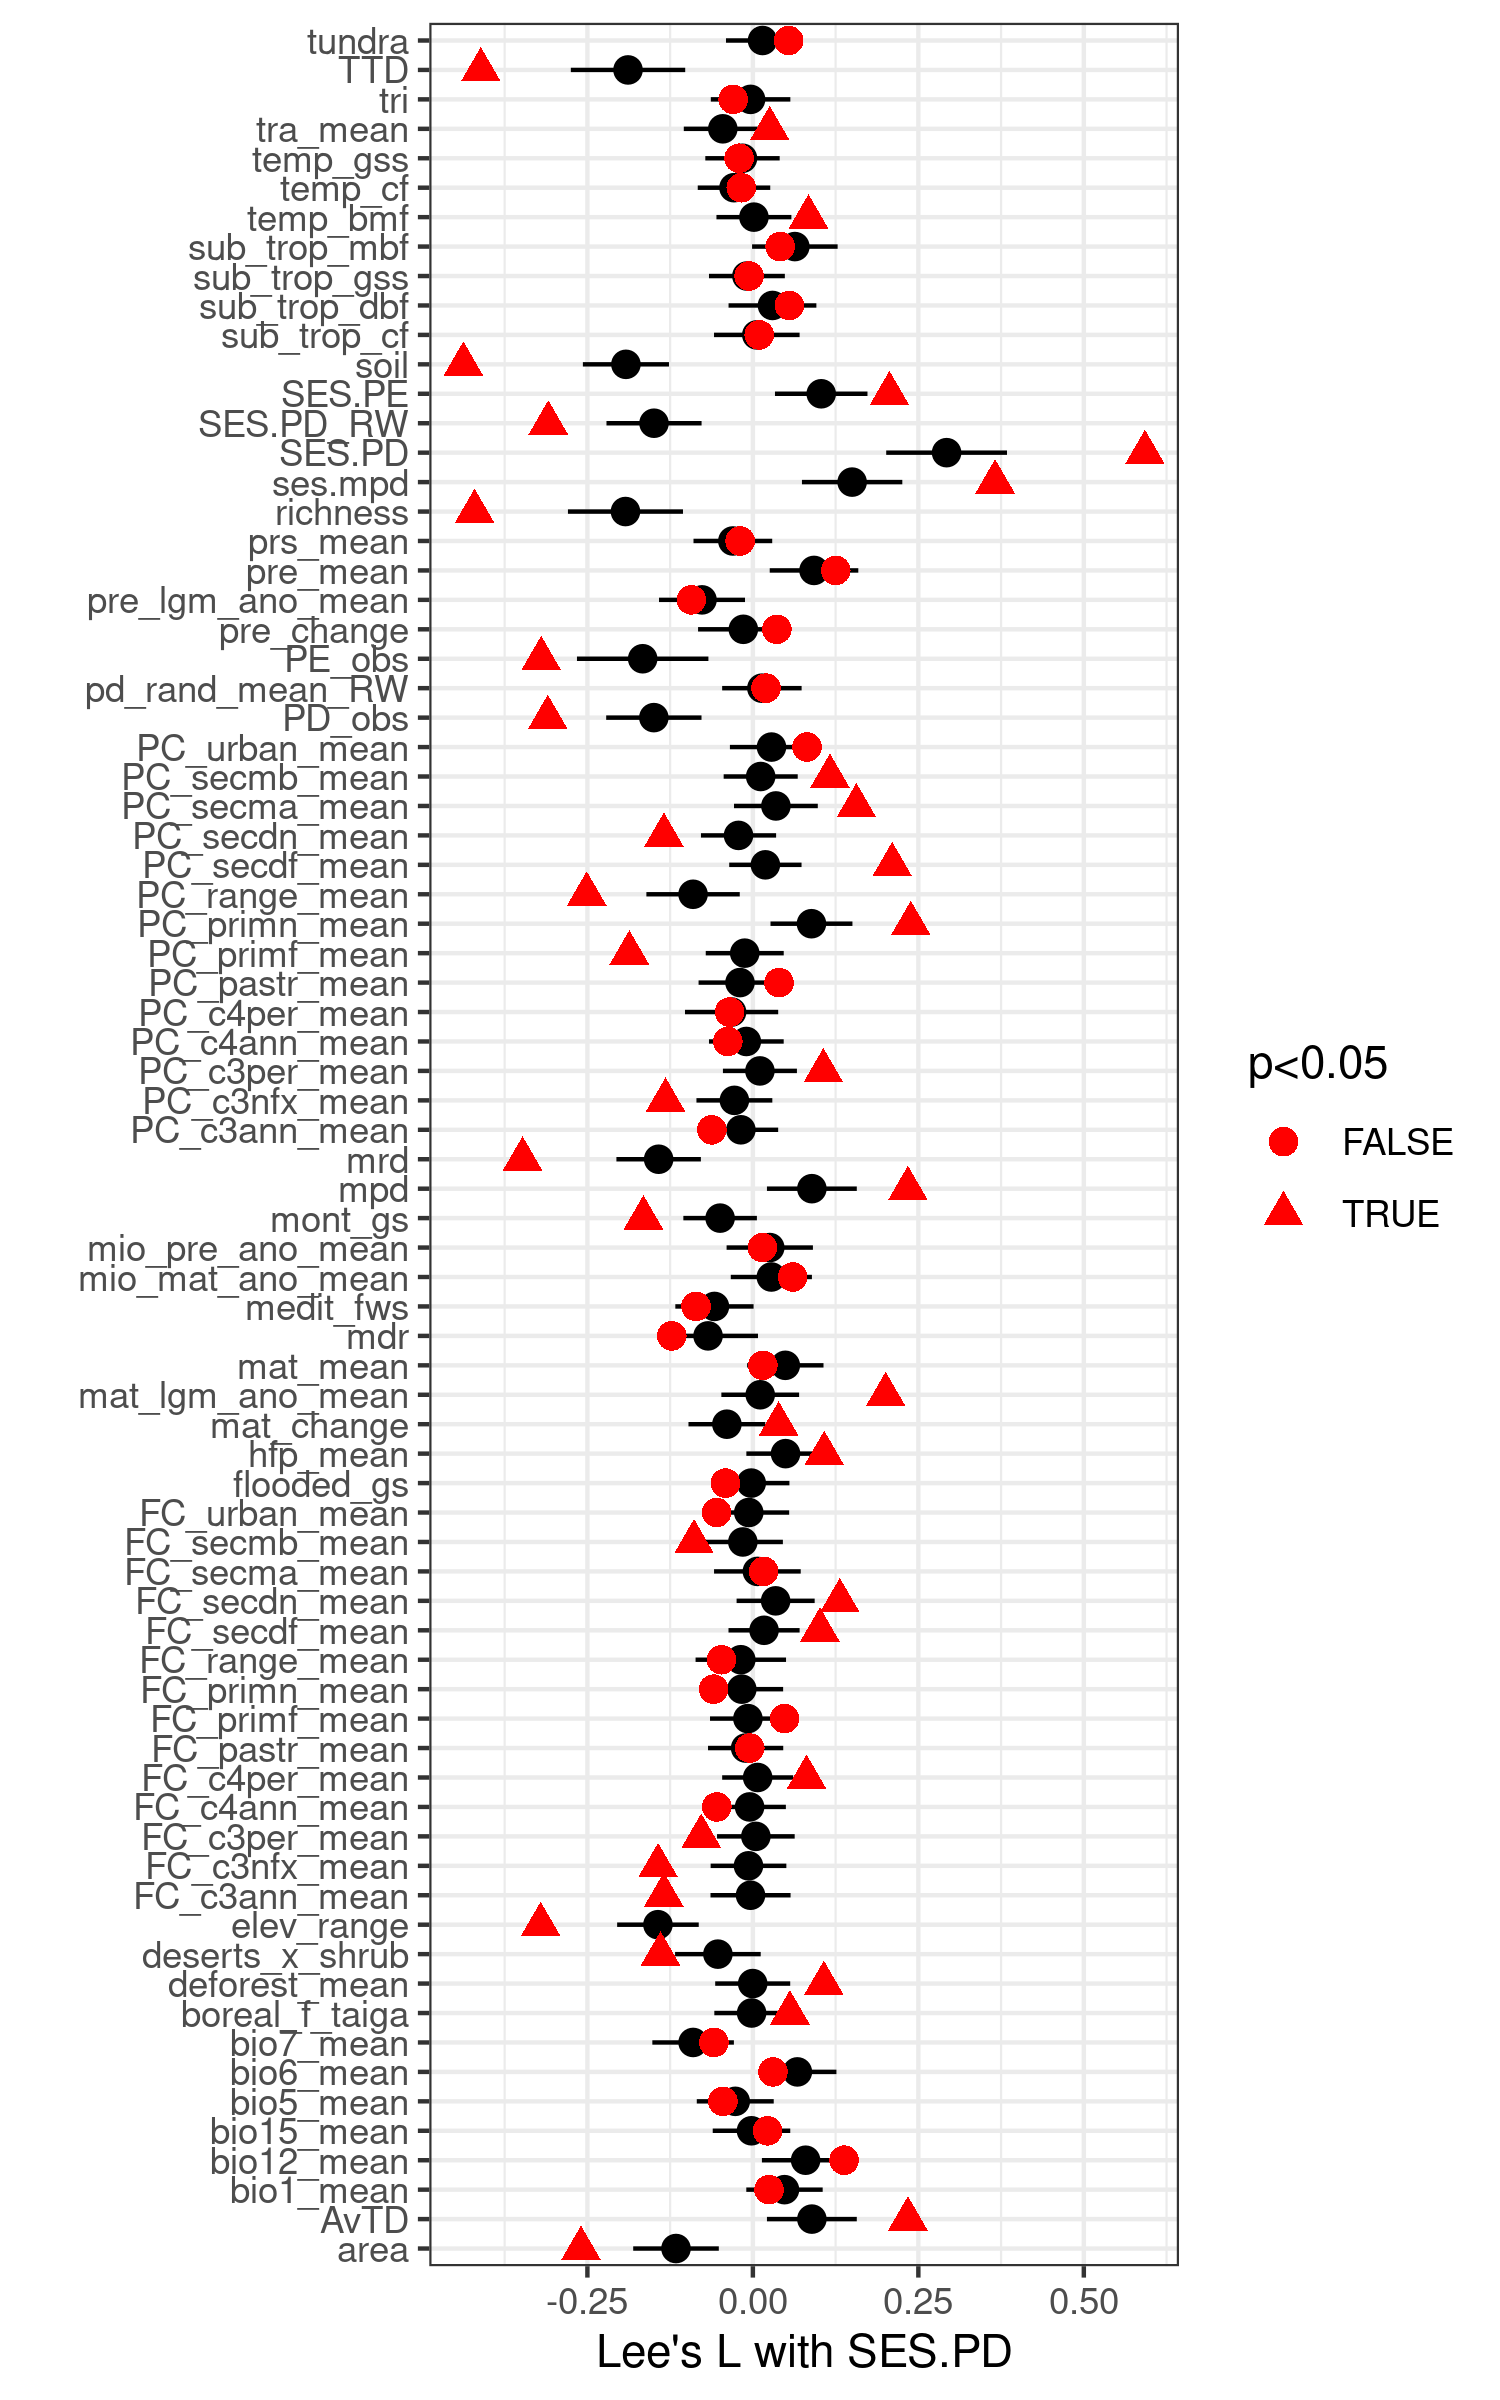 tundra
TTD
tri
tra_mean
temp_gss
temp_cf
temp_bmf
sub_trop_mbf
sub_trop_gss
sub_trop_dbf
sub_trop_cf
soil
SES.PE
SES.PD_RW
SES.PD
ses.mpd
richness
prs_mean
pre_mean
pre_lgm_ano_mean
pre_change
PE_obs
pd_rand_mean_RW
PD_obs
PC_urban_mean
PC_secmb_mean
PC_secma_mean
PC_secdn_mean
PC_secdf_mean
PC_range_mean
PC_primn_mean
PC_primf_mean
PC_pastr_mean
PC_c4per_mean
PC_c4ann_mean
PC_c3per_mean
PC_c3nfx_mean
PC_c3ann_mean
mrd
mpd
mont_gs
mio_pre_ano_mean
mio_mat_ano_mean
medit_fws
mdr
mat_mean
mat_lgm_ano_mean
mat_change
hfp_mean
flooded_gs
FC_urban_mean
FC_secmb_mean
FC_secma_mean
FC_secdn_mean
FC_secdf_mean
FC_range_mean
FC_primn_mean
FC_primf_mean
FC_pastr_mean
FC_c4per_mean
FC_c4ann_mean
FC_c3per_mean
FC_c3nfx_mean
FC_c3ann_mean
elev_range
deserts_x_shrub
deforest_mean
boreal_f_taiga
bio7_mean
bio6_mean
bio5_mean
bio15_mean
bio12_mean
bio1_mean
AvTD
area
-0.25 0.00 0.25 0.50
Lee's L with SES.PD
p<0.05
FALSE
TRUE